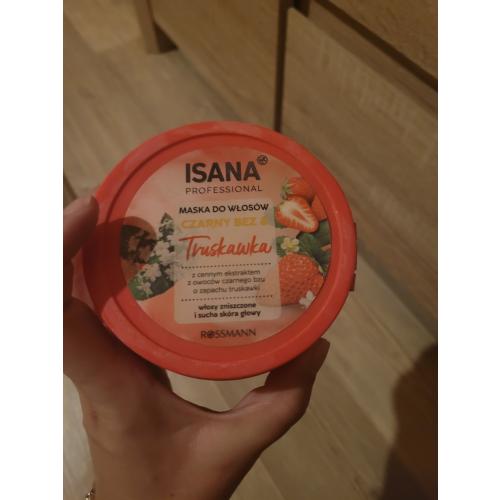 ISANA
PROFESSIONAL
MASKA DO WŁOSÓW
CZARNY BEZ &
Truskawka
z cennym ekstraktem
z owoców czarnego bzu
o zapachu truskawki
włosy zniszczone
i sucha skóra głowy
ROSSMANN